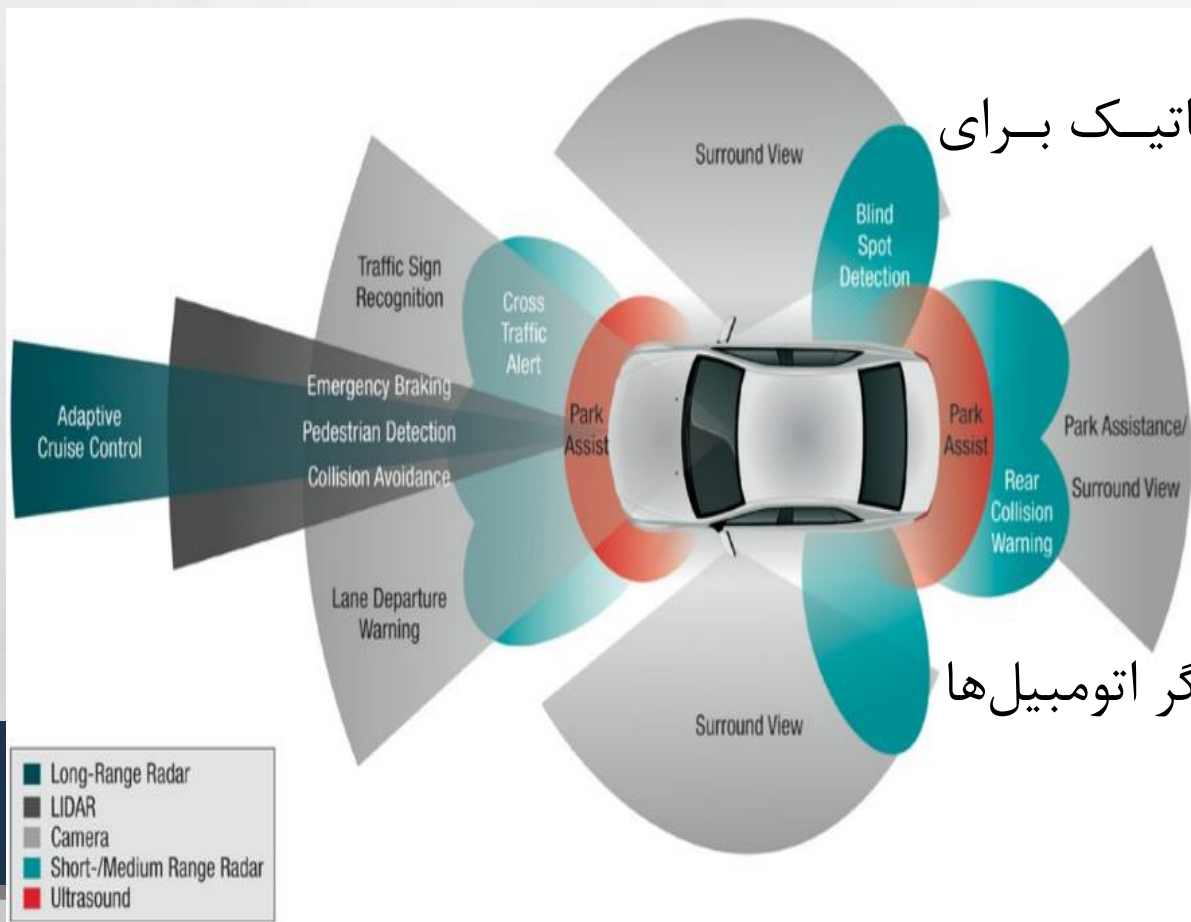 Surround View
برای
Blind
Spot
Detection
Traffic Sign
Recognition
Cross
Traffic
Alert
Adaptive
Cruise Control
Emergency Braking
Pedestrian Detection
Collision Avoidance
Park
Assist
Park
Assist
Park Assistance/
Surround View
Rear
Collision
Warning
Lane Departure
Warning
اتومبیل‌ها
Surround View
Long-Range Radar
LIDAR
Camera
Short-/Medium Range Radar
Ultrasound